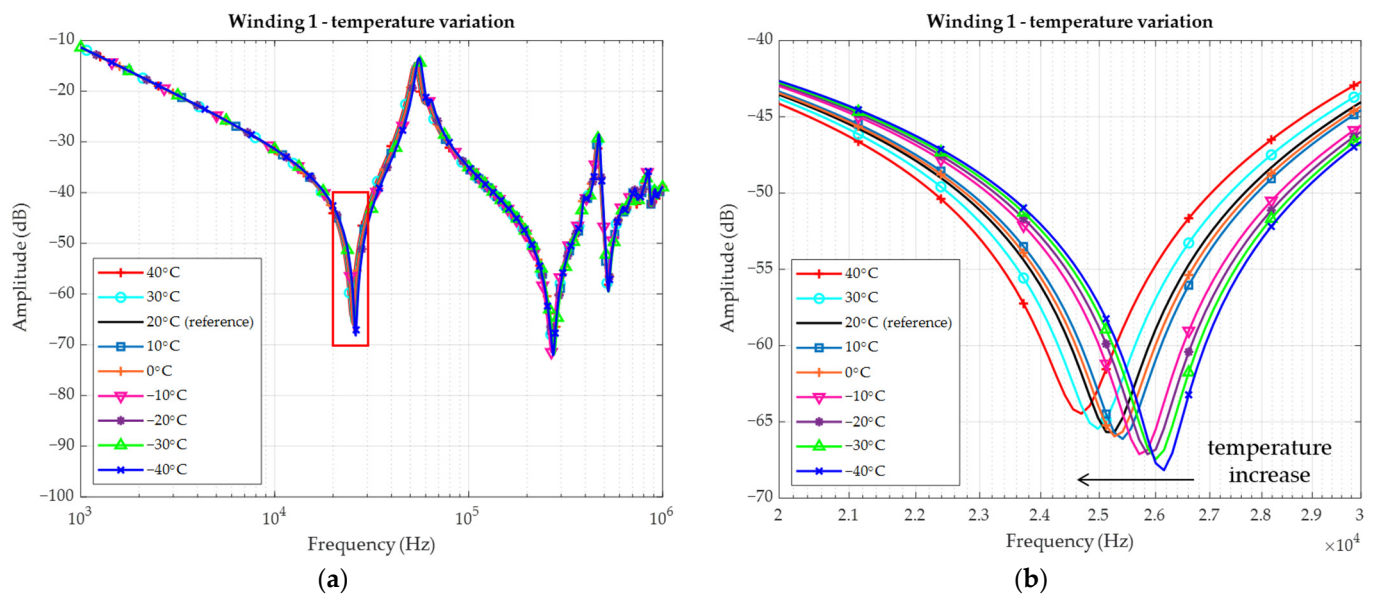 Winding 1 - temperature variation
−10
−20
−30
−40
−50
−60
−70
−80
−90
−100
Amplitude (dB)
40°C
30°C
20°C (reference)
10°C
0°C
−10°C
−20°C
−30°C
−40°C
10³
10⁴
10⁵
10⁶
Frequency (Hz)
(a)
Winding 1 - temperature variation
−40
−45
−50
−55
−60
−65
−70
Amplitude (dB)
40°C
30°C
20°C (reference)
10°C
0°C
−10°C
−20°C
−30°C
−40°C
temperature
increase
2
2.1
2.2
2.3
2.4
2.5
2.6
2.7
2.8
2.9
3
×10⁴
Frequency (Hz)
(b)